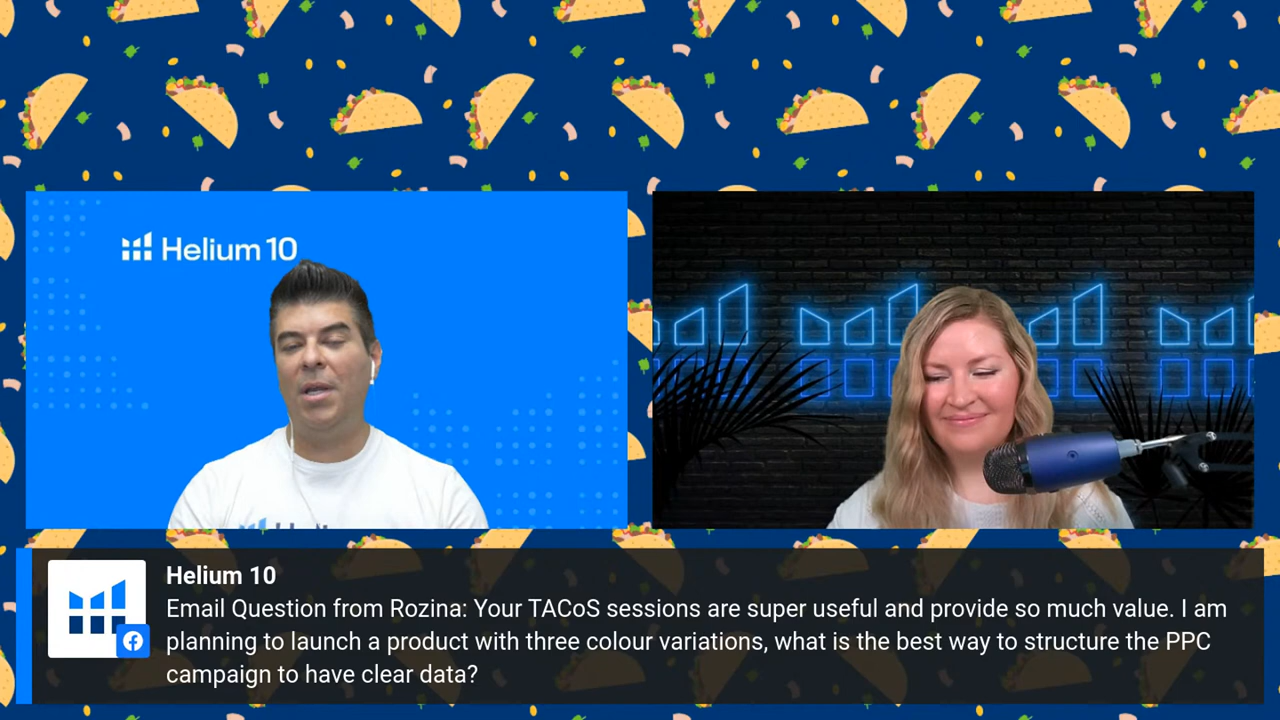 Helium 10
Helium 10
Email Question from Rozina: Your TACoS sessions are super useful and provide so much value. I am
planning to launch a product with three colour variations, what is the best way to structure the PPC
campaign to have clear data?